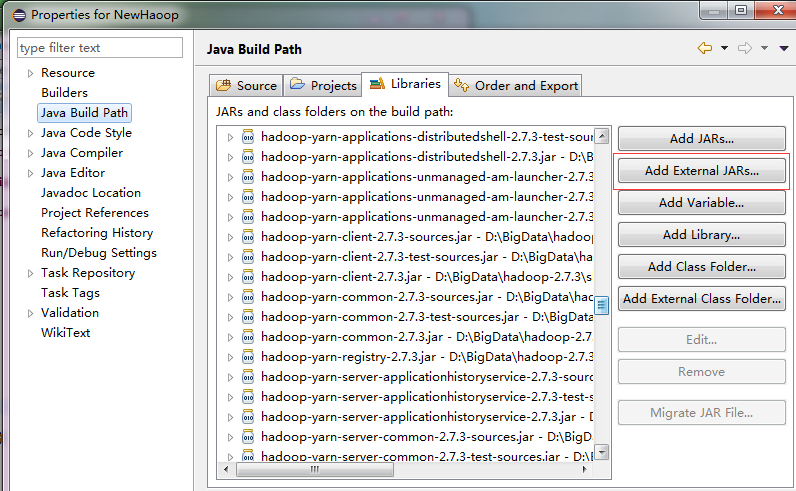 Properties for NewHaoop
type filter text
Resource
Builders
Java Build Path
Java Code Style
Java Compiler
Java Editor
Javadoc Location
Project References
Refactoring History
Run/Debug Settings
Task Repository
Task Tags
Validation
WikiText
Java Build Path
Source
Projects
Libraries
Order and Export
JARs and class folders on the build path:
hadoop-yarn-applications-distributedshell-2.7.3-test-sour
hadoop-yarn-applications-distributedshell-2.7.3.jar - D:\B
hadoop-yarn-applications-unmanaged-am-launcher-2.7.3
hadoop-yarn-applications-unmanaged-am-launcher-2.7.3
hadoop-yarn-applications-unmanaged-am-launcher-2.7.3
hadoop-yarn-client-2.7.3-sources.jar - D:\BigData\hadoo
hadoop-yarn-client-2.7.3-test-sources.jar - D:\BigData\h
hadoop-yarn-client-2.7.3.jar - D:\BigData\hadoop-2.7.3\s
hadoop-yarn-common-2.7.3-sources.jar - D:\BigData\ha
hadoop-yarn-common-2.7.3-test-sources.jar - D:\BigDat
hadoop-yarn-common-2.7.3.jar - D:\BigData\hadoop-2.7
hadoop-yarn-registry-2.7.3.jar - D:\BigData\hadoop-2.7.3
hadoop-yarn-server-applicationhistoryservice-2.7.3-sourc
hadoop-yarn-server-applicationhistoryservice-2.7.3-test-s
hadoop-yarn-server-applicationhistoryservice-2.7.3.jar - D
hadoop-yarn-server-common-2.7.3-sources.jar - D:\BigD
hadoop-yarn-server-common-2.7.3-test-sources.jar - D:\
Add JARs...
Add External JARs...
Add Variable...
Add Library...
Add Class Folder...
Add External Class Folder...
Edit...
Remove
Migrate JAR File...